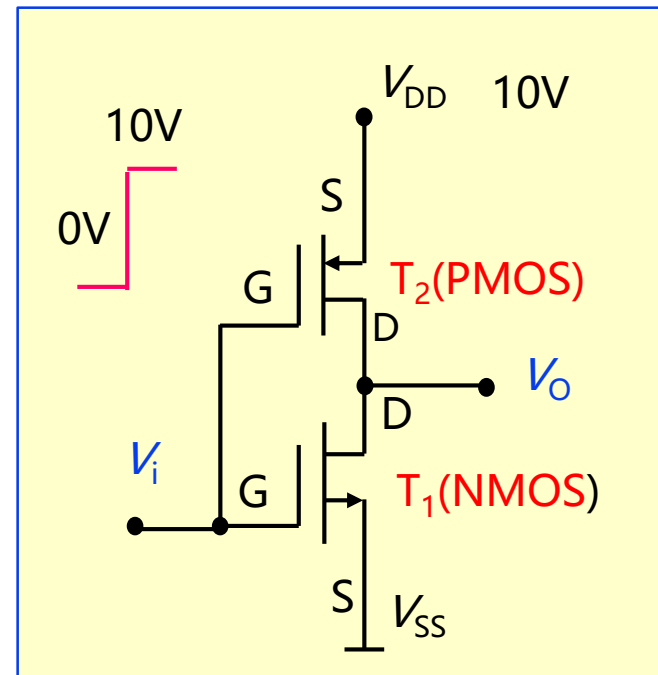 V_DD 10V
10V
S
0V
G
T_2(PMOS)
D
V_O
D
V_i
G
T_1(NMOS)
S
V_SS